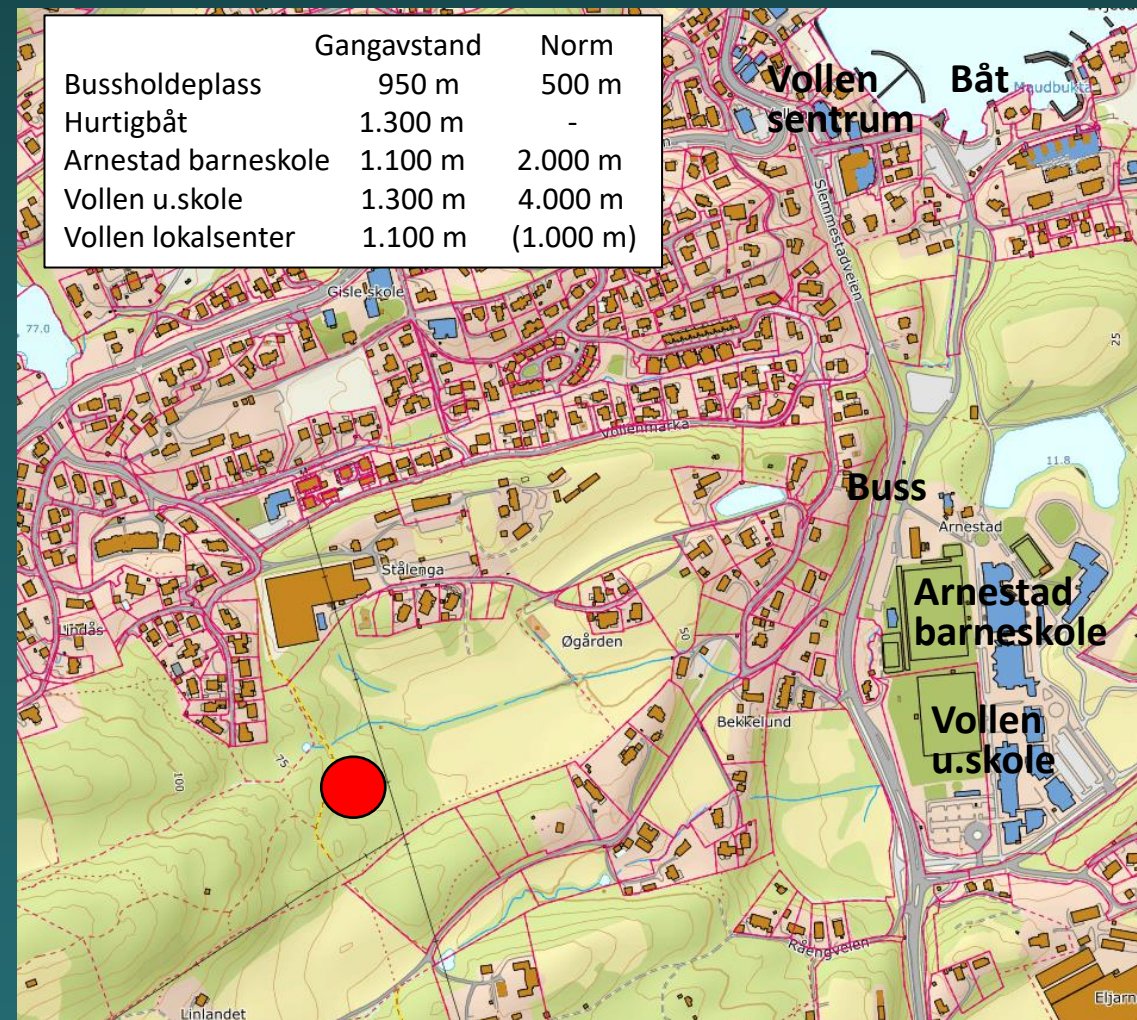 Gangavstand Norm
Bussholdeplass 950 m 500 m
Hurtigbåt 1.300 m -
Arnestad barneskole 1.100 m 2.000 m
Vollen u.skole 1.300 m 4.000 m
Vollen lokalsenter 1.100 m (1.000 m)
Vollen
sentrum
Båt
Maudbukta
Slemmestadveien
Gisle skole
77.0
25
Vollenmarka
11.8
Buss
Arnestad
Stålenga
Arnestad
barneskole
Lindås
Øgården
50
Bekkelund
Vollen
u.skole
75
100
Råengveien
Linlandet
Eljarn